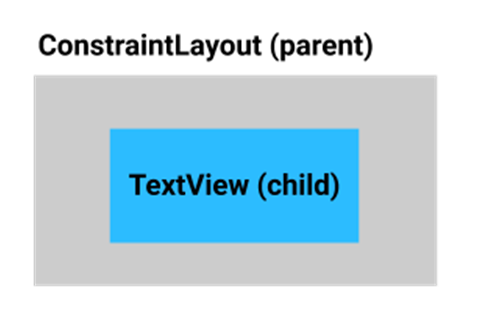 ConstraintLayout (parent)
TextView (child)